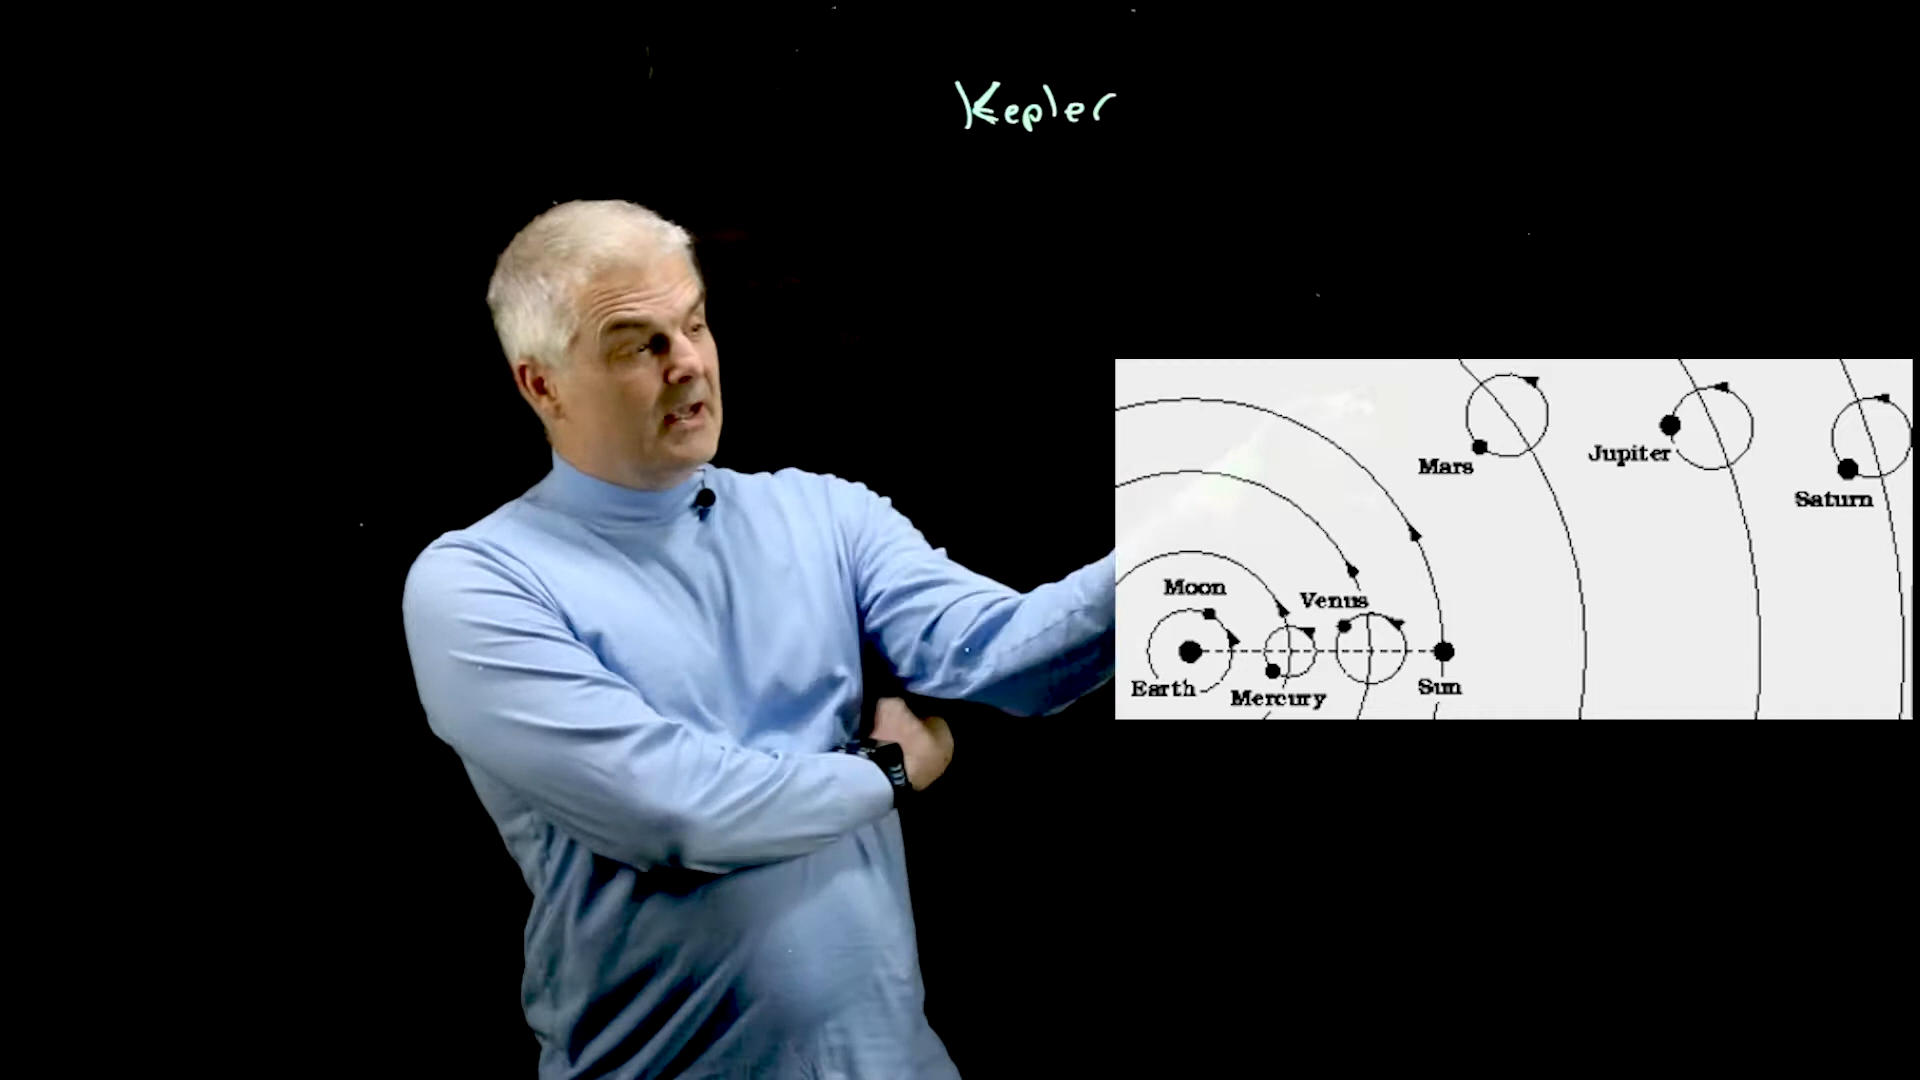 Kepler
Mars
Jupiter
Saturn
Moon
Venus
Earth
Mercury
Sun